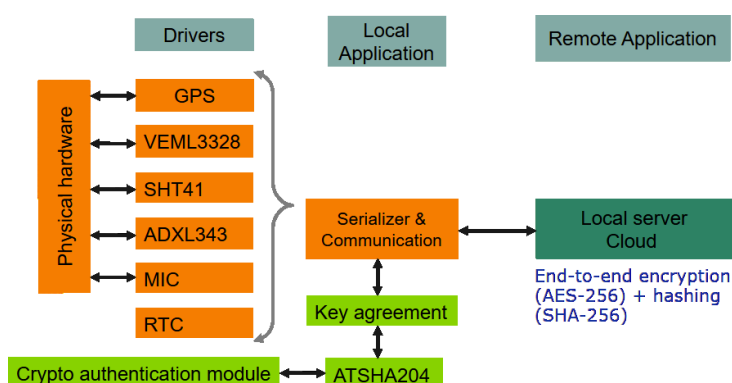 Drivers
Local
Application
Remote Application
Physical hardware
GPS
VEML3328
SHT41
ADXL343
MIC
RTC
Serializer &
Communication
Local server
Cloud
End-to-end encryption
(AES-256) + hashing
(SHA-256)
Key agreement
Crypto authentication module
ATSHA204